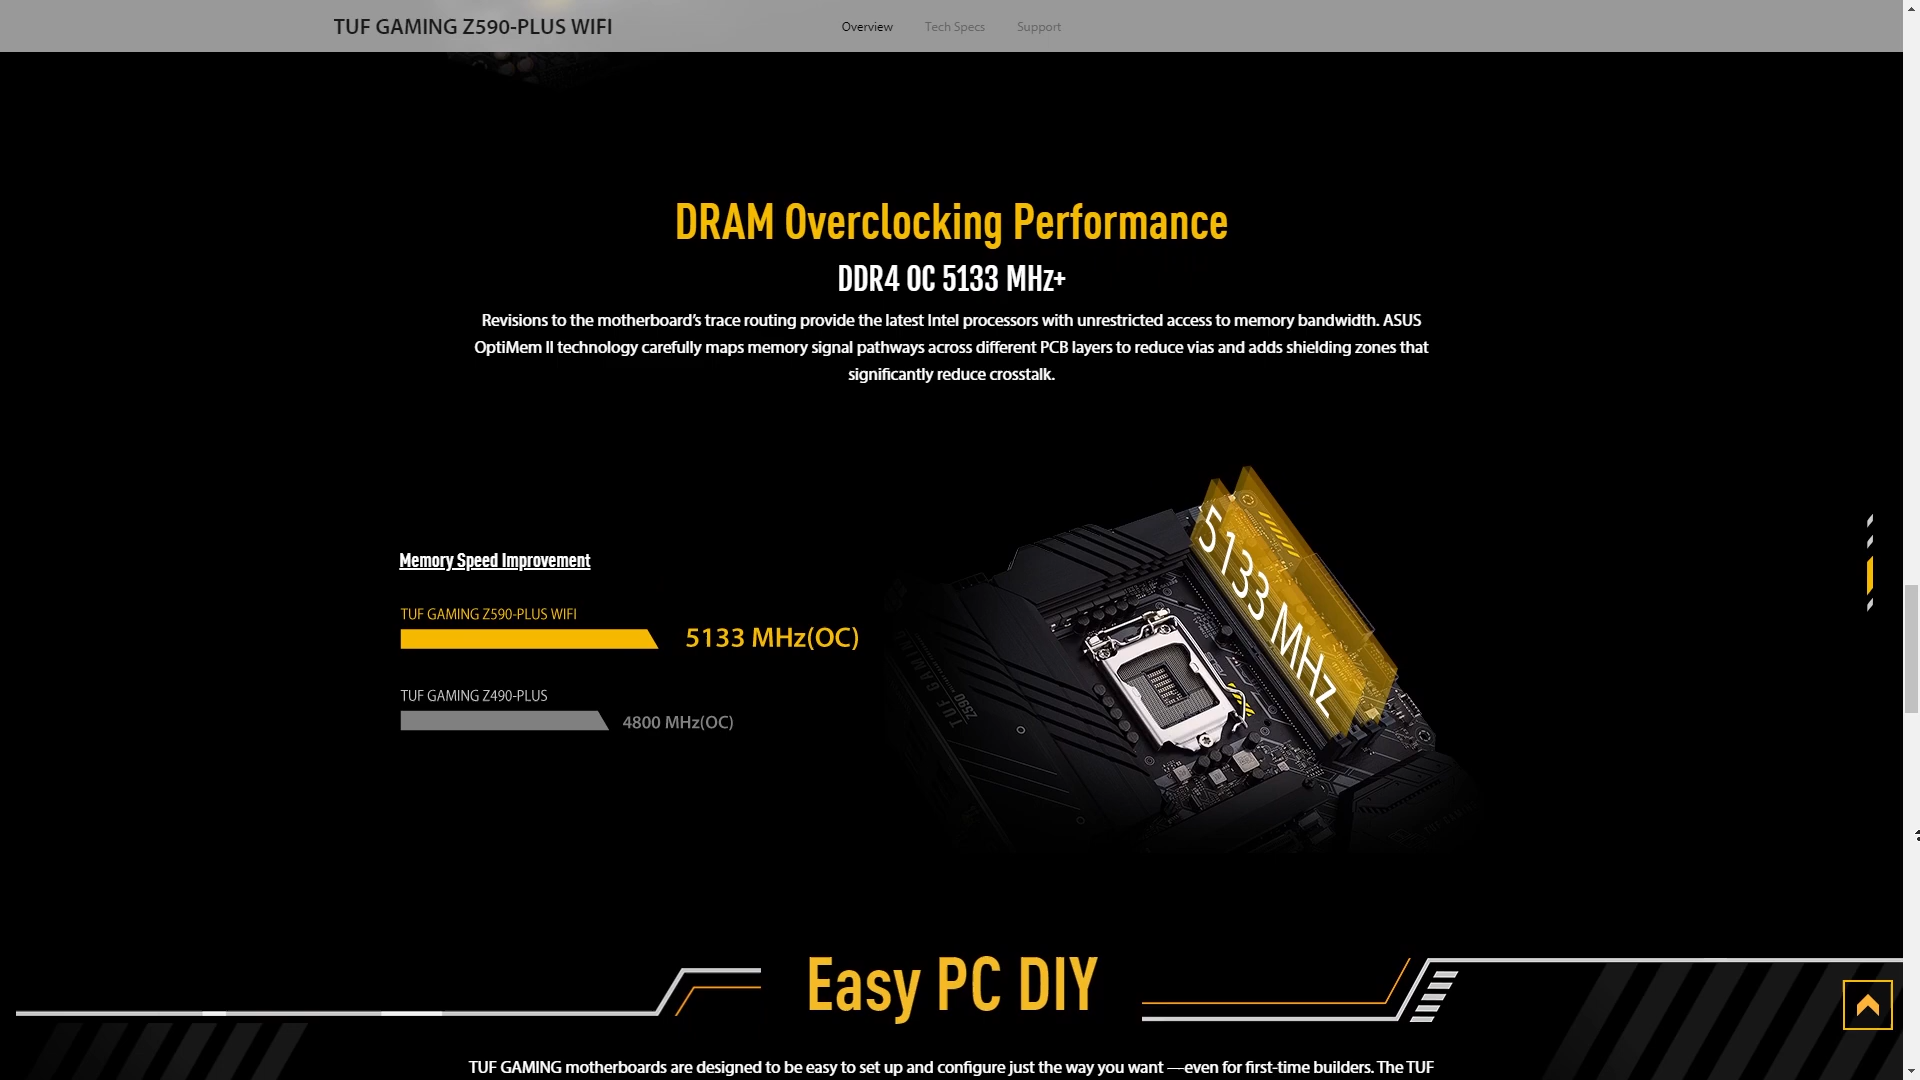 TUF GAMING Z590-PLUS WIFI
Overview
Tech Specs
Support
DRAM Overclocking Performance
DDR4 OC 5133 MHz+
Revisions to the motherboard’s trace routing provide the latest Intel processors with unrestricted access to memory bandwidth. ASUS
OptiMem II technology carefully maps memory signal pathways across different PCB layers to reduce vias and adds shielding zones that
significantly reduce crosstalk.
Memory Speed Improvement
TUF GAMING Z590-PLUS WIFI
5133 MHz(OC)
TUF GAMING Z490-PLUS
4800 MHz(OC)
5133 MHz
TUF GAMING
Z590
Easy PC DIY
TUF GAMING motherboards are designed to be easy to set up and configure just the way you want —even for first-time builders. The TUF